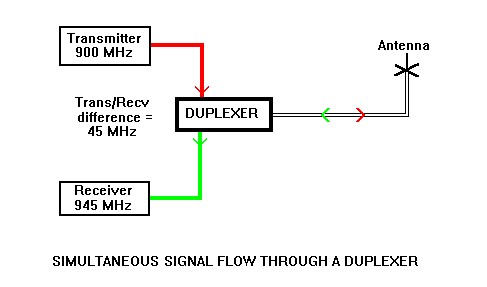 Transmitter
900 MHz
Antenna
Trans/Recv
difference =
45 MHz
DUPLEXER
Receiver
945 MHz
SIMULTANEOUS SIGNAL FLOW THROUGH A DUPLEXER